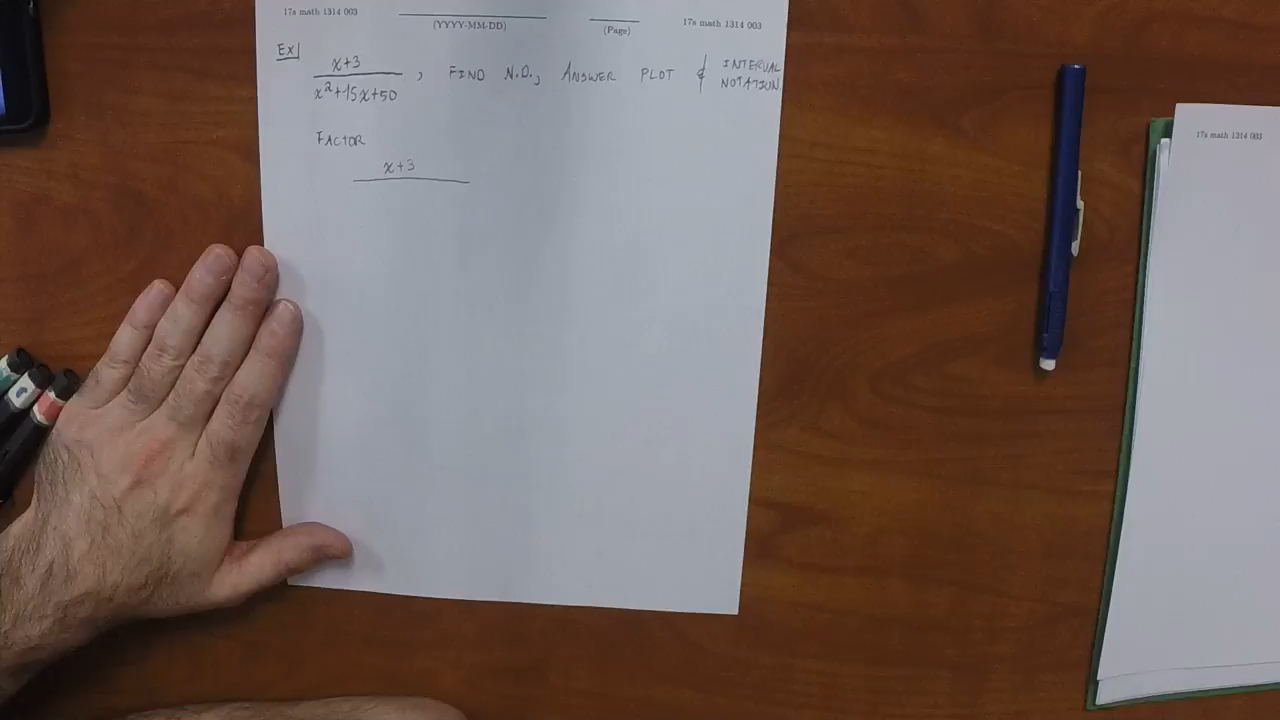 17s math 1314 003 (YYYY-MM-DD) (Page) 17s math 1314 003
Ex| x+3 / x²+15x+50 , FIND N.D., ANSWER PLOT & INTERVAL NOTATION.
FACTOR
x+3
17s math 1314 003